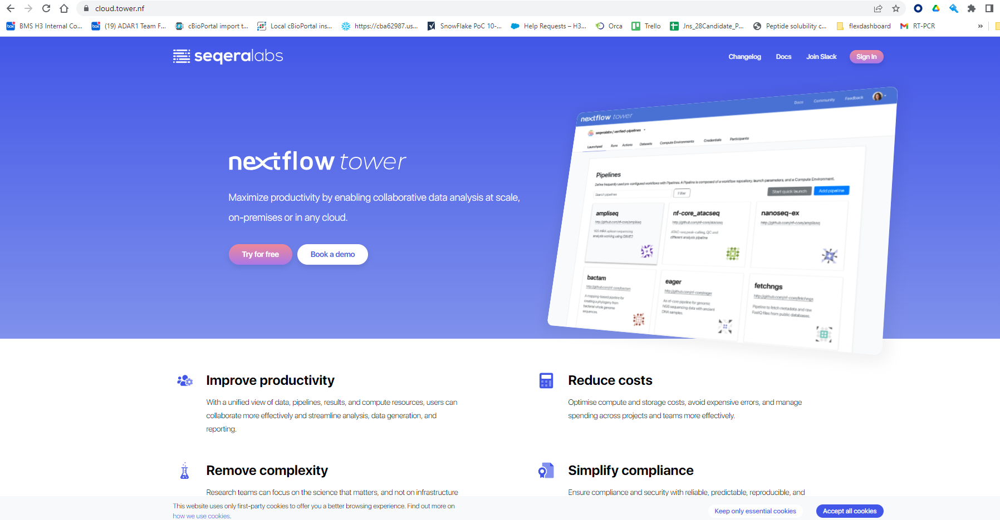 cloud.tower.nf
BMS H3 Internal Co...
(19) ADAR1 Team F...
cBioPortal import t...
Local cBioPortal ins...
https://cba62987.us...
SnowFlake PoC 10-...
Help Requests – H3...
Orca
Trello
Jns_28Candidate_P...
Peptide solubility c...
flexdashboard
RT-PCR
»
seqeralabs
Changelog
Docs
Join Slack
Sign In
nextflow tower
Maximize productivity by enabling collaborative data analysis at scale,
on-premises or in any cloud.
Try for free
Book a demo
Docs
Community
Feedback
nextflow tower
seqeralabs / verified-pipelines
Launchpad
Runs
Actions
Datasets
Compute Environments
Credentials
Participants
Pipelines
Define frequently used pre-configured workflows with Pipelines. A Pipeline is composed of a workflow repository, launch parameters, and a Compute Environment.
Search pipelines
Filter
Start quick launch
Add pipeline
ampliseq
http://github.com/nf-core/ampliseq
16S rRNA amplicon sequencing
analysis working using QIIME2
nf-core_atacseq
http://github.com/nf-core/atacseq
ATAC-seq peak-calling, QC and
different analysis pipeline
nanoseq-ex
http://github.com/nf-core/ampliseq
bactam
http://github.com/nf-core/bactam
A mapping-based pipeline for
creating a phylogeny from
bacterial whole genome
sequences.
eager
http://github.com/nf-core/eager
An nf-core pipeline for genomic
NGS sequencing data with ancient
DNA samples.
fetchngs
http://github.com/nf-core/fetchngs
Pipeline to fetch metadata and raw
FastQ files from public databases.
Improve productivity
With a unified view of data, pipelines, results, and compute resources, users can
collaborate more effectively and streamline analysis, data generation, and
reporting.
Reduce costs
Optimise compute and storage costs, avoid expensive errors, and manage
spending across projects and teams more effectively.
Remove complexity
Research teams can focus on the science that matters, and not on infrastructure
Simplify compliance
Ensure compliance and security with reliable, predictable, reproducible, and
This website uses only first-party cookies to offer you a better browsing experience. Find out more on
how we use cookies.
Keep only essential cookies
Accept all cookies